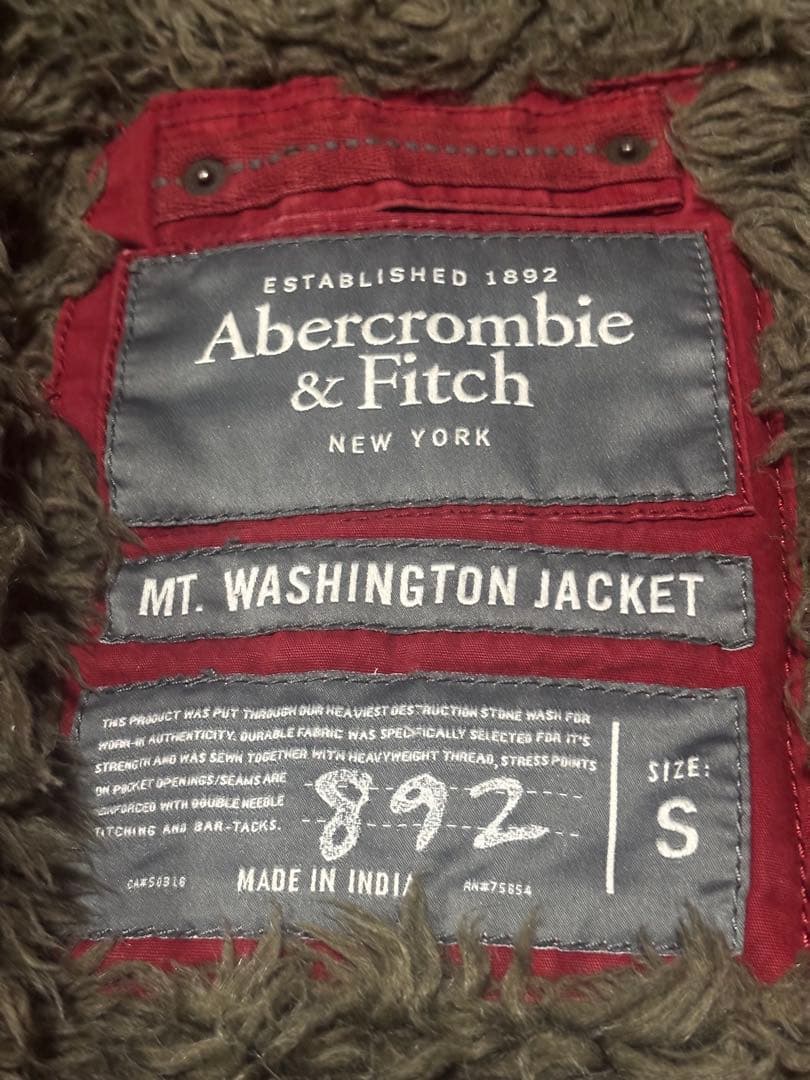 ESTABLISHED 1892
Abercrombie
& Fitch
NEW YORK
MT. WASHINGTON JACKET
THIS PRODUCT WAS PUT THROUGH OUR HEAVIEST DESTRUCTION STONE WASH FOR
WORN-IN AUTHENTICITY. DURABLE FABRIC WAS SPECIFICALLY SELECTED FOR IT'S
STRENGTH AND WAS SEWN TOGETHER WITH HEAVYWEIGHT THREAD, STRESS POINTS
ON POCKET OPENINGS/SEAMS ARE
REINFORCED WITH DOUBLE NEEDLE
TITCHING AND BAR-TACKS.
892
MADE IN INDIA
RN#75654
SIZE:
S